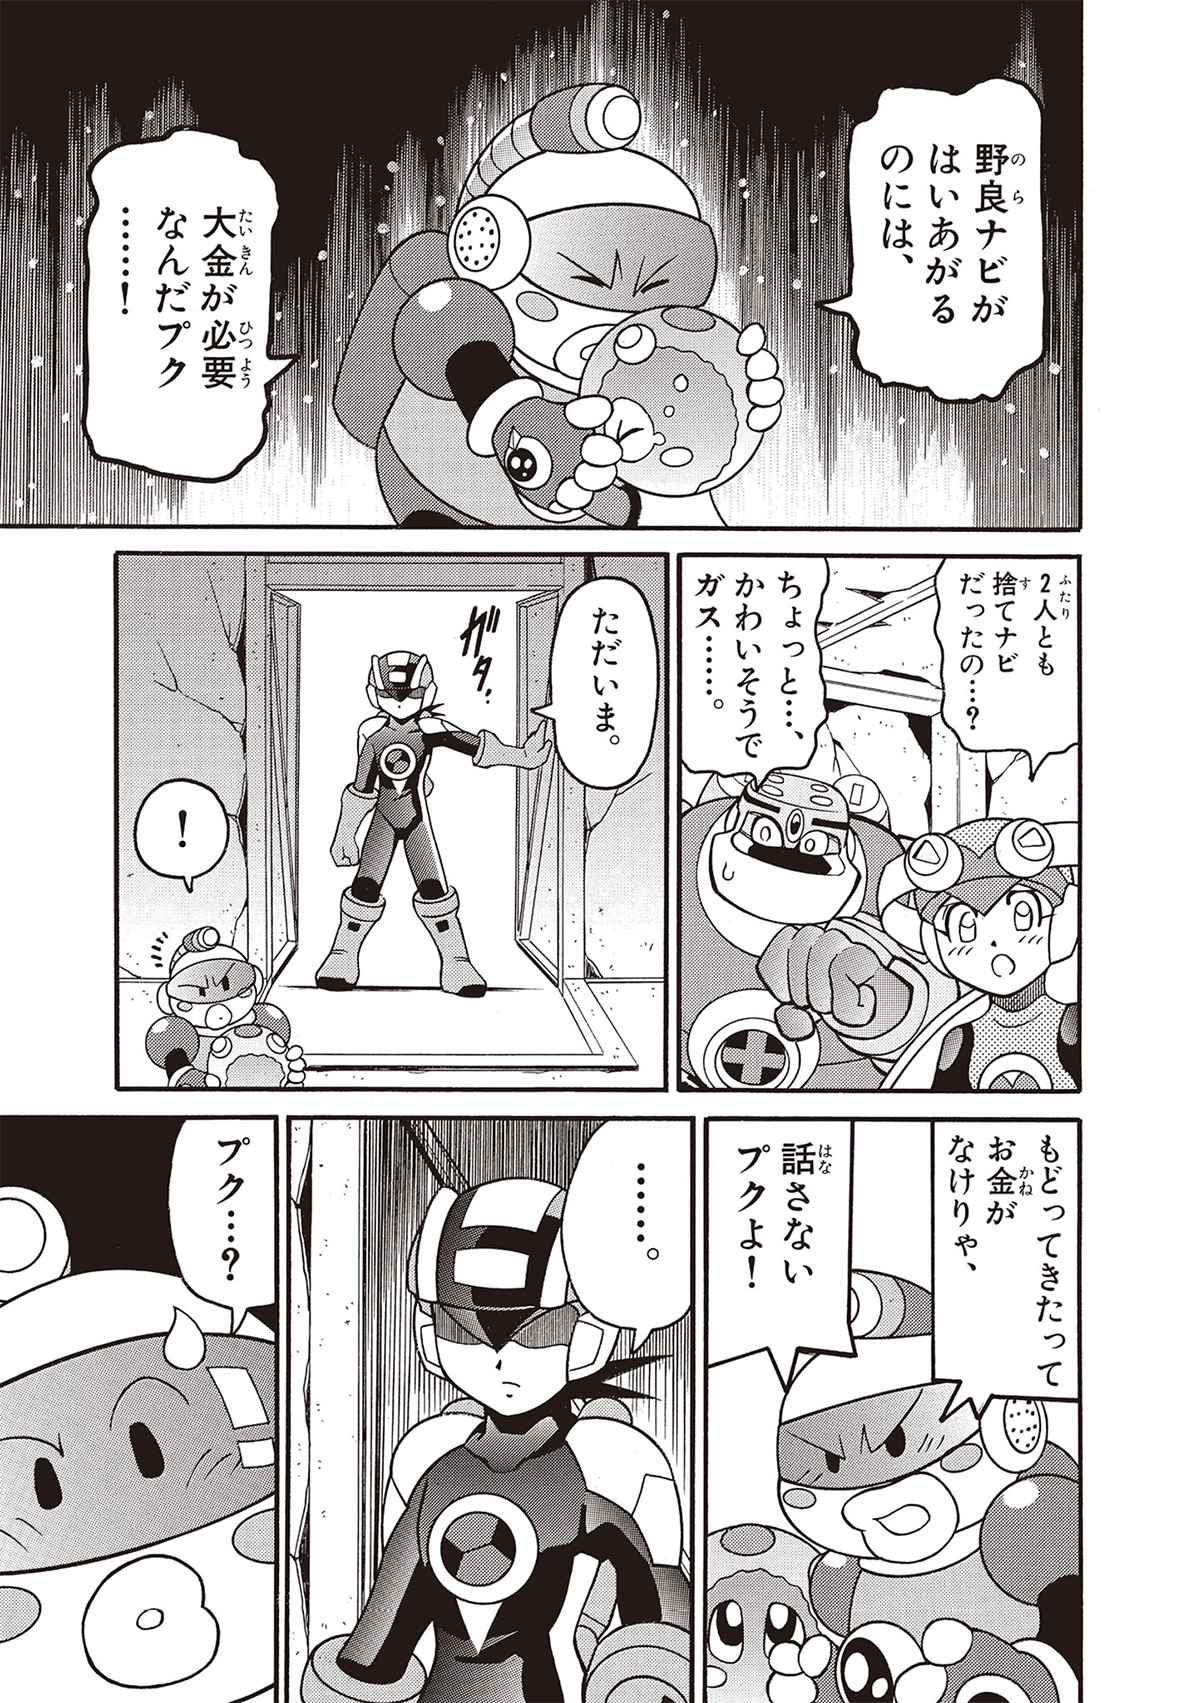 野良ナビが
はいあがる
のには、
大金が必要
なんだプク
………！
2人とも
捨てナビ
だったの…？
ちょっと…、
かわいそうで
ガス……。
ただいま。
ガタ．
！
もどってきたって
お金が
なけりゃ、
話さない
プクよ！
……。
プク…？